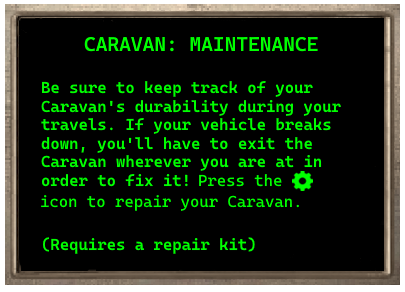 CARAVAN: MAINTENANCE
Be sure to keep track of your
Caravan's durability during your
travels. If your vehicle breaks
down, you'll have to exit the
Caravan wherever you are at in
order to fix it! Press the
icon to repair your Caravan.
(Requires a repair kit)